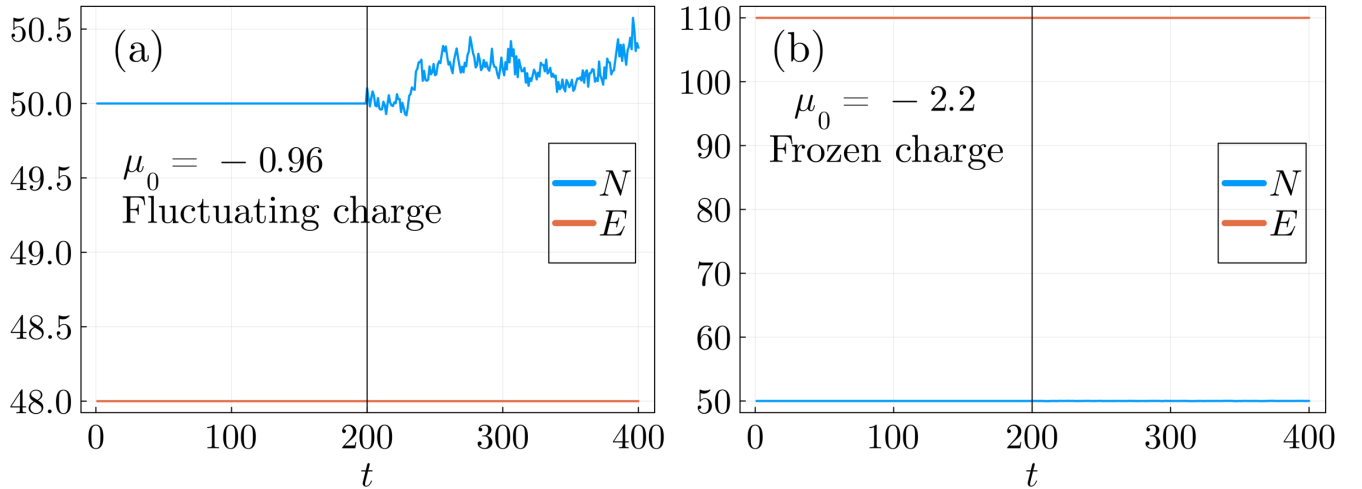 (a)
50.5
50.0
49.5
49.0
48.5
48.0
μ₀ = − 0.96
Fluctuating charge
N
E
0 100 200 300 400
t
(b)
110
100
90
80
70
60
50
μ₀ = − 2.2
Frozen charge
N
E
0 100 200 300 400
t